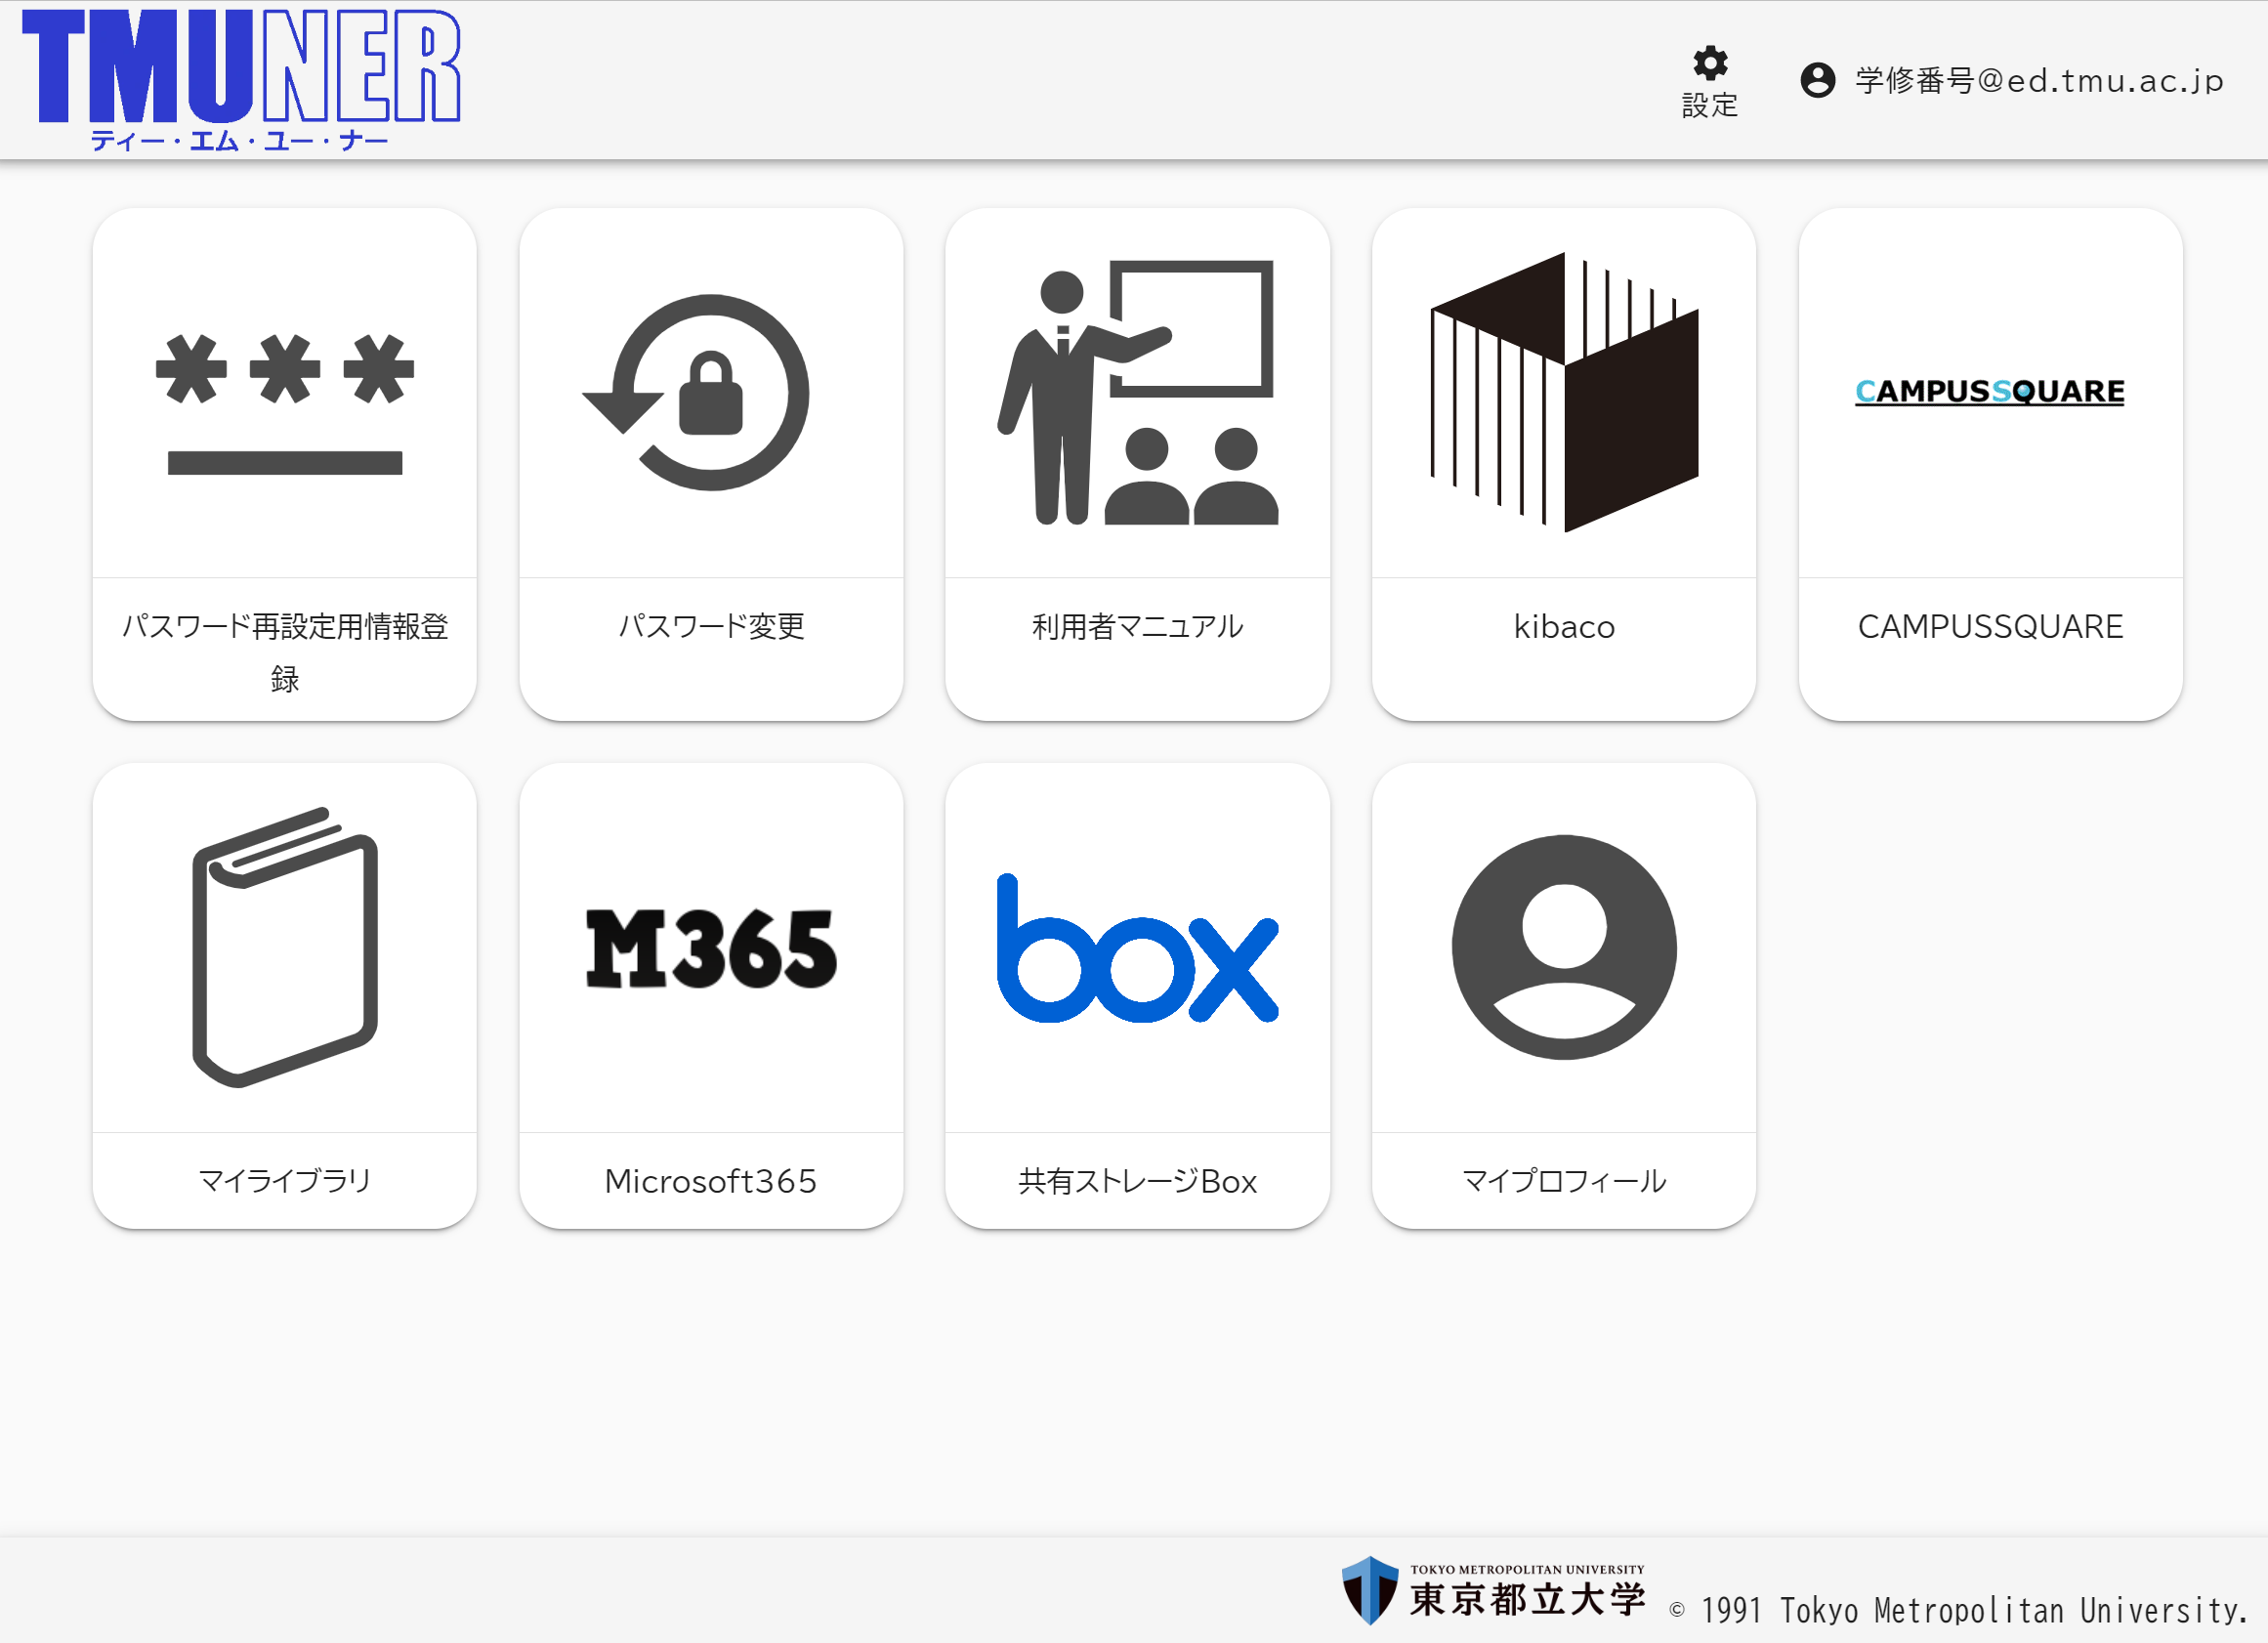 TMUNER
ティー・エム・ユー・ナー
設定
学修番号@ed.tmu.ac.jp
***
CAMPUSSQUARE
パスワード再設定用情報登
録
パスワード変更
利用者マニュアル
kibaco
CAMPUSSQUARE
M365
box
マイライブラリ
Microsoft365
共有ストレージBox
マイプロフィール
TOKYO METROPOLITAN UNIVERSITY
東京都立大学
© 1991 Tokyo Metropolitan University.